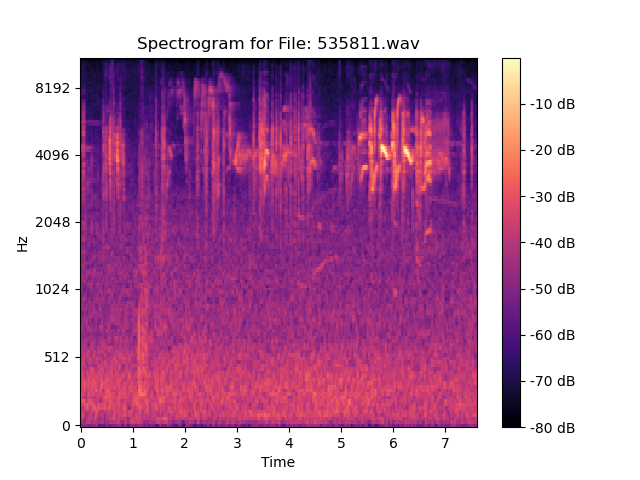 Spectrogram for File: 535811.wav
Hz
8192
4096
2048
1024
512
0
0 1 2 3 4 5 6 7
Time
-10 dB
-20 dB
-30 dB
-40 dB
-50 dB
-60 dB
-70 dB
-80 dB